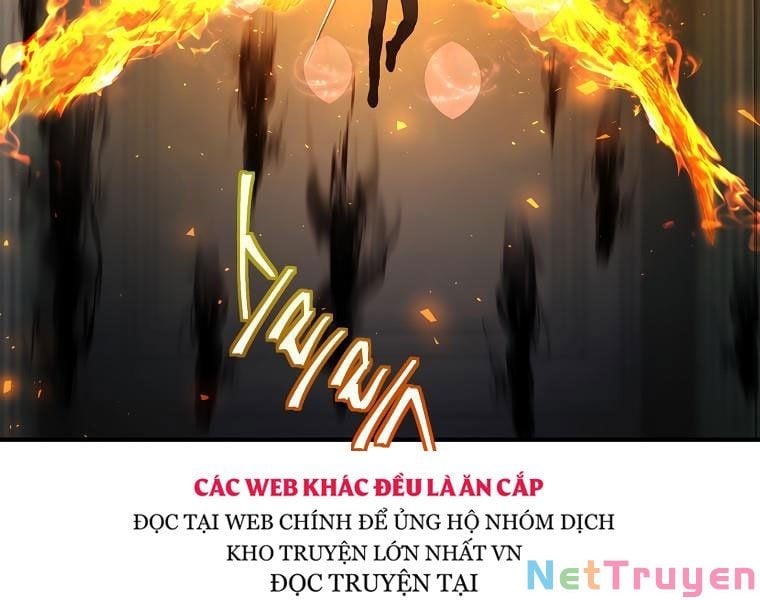 CÁC WEB KHÁC ĐỀU LÀ ĂN CẮP
ĐỌC TẠI WEB CHÍNH ĐỂ ỦNG HỘ NHÓM DỊCH
KHO TRUYỆN LỚN NHẤT VN
ĐỌC TRUYỆN TẠI
NetTruyen